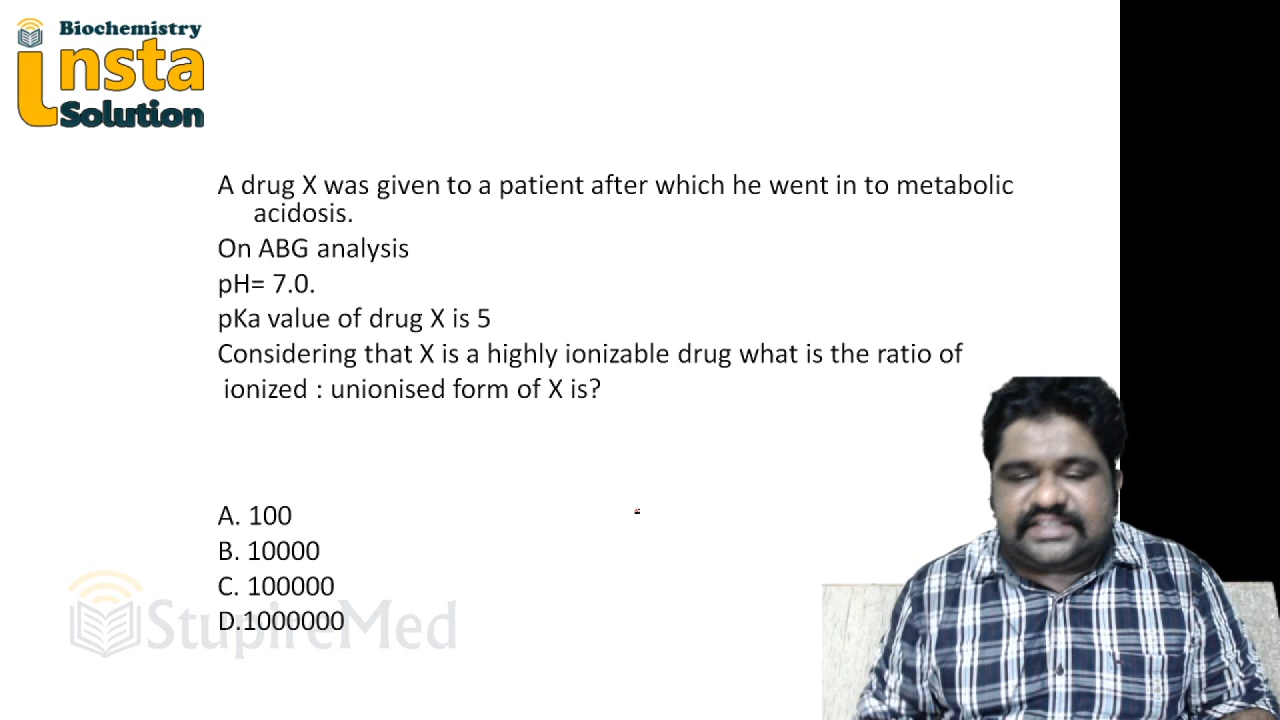 Biochemistry
Insta
Solution
A drug X was given to a patient after which he went in to metabolic
acidosis.
On ABG analysis
pH= 7.0.
pKa value of drug X is 5
Considering that X is a highly ionizable drug what is the ratio of
ionized : unionised form of X is?
A. 100
B. 10000
C. 100000
D.1000000
StupireMed